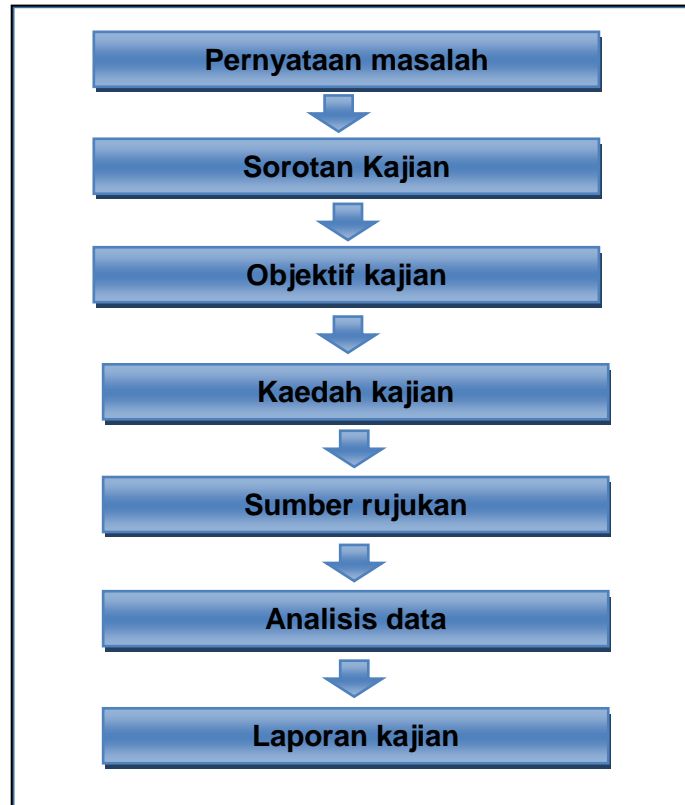 Pernyataan masalah
Sorotan Kajian
Objektif kajian
Kaedah kajian
Sumber rujukan
Analisis data
Laporan kajian